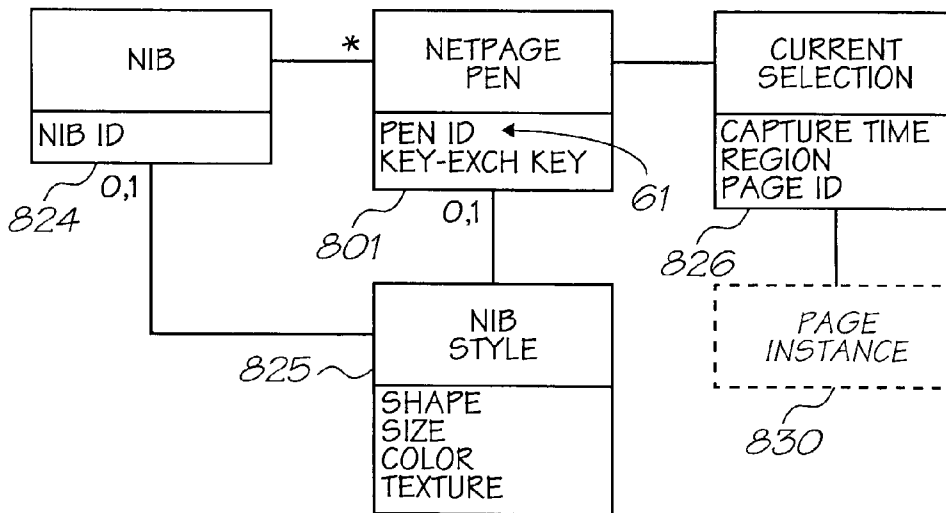 NIB
NIB ID
824
0,1
*
NETPAGE
PEN
PEN ID
KEY-EXCH KEY
61
801
0,1
CURRENT
SELECTION
CAPTURE TIME
REGION
PAGE ID
826
NIB
STYLE
825
SHAPE
SIZE
COLOR
TEXTURE
PAGE
INSTANCE
830